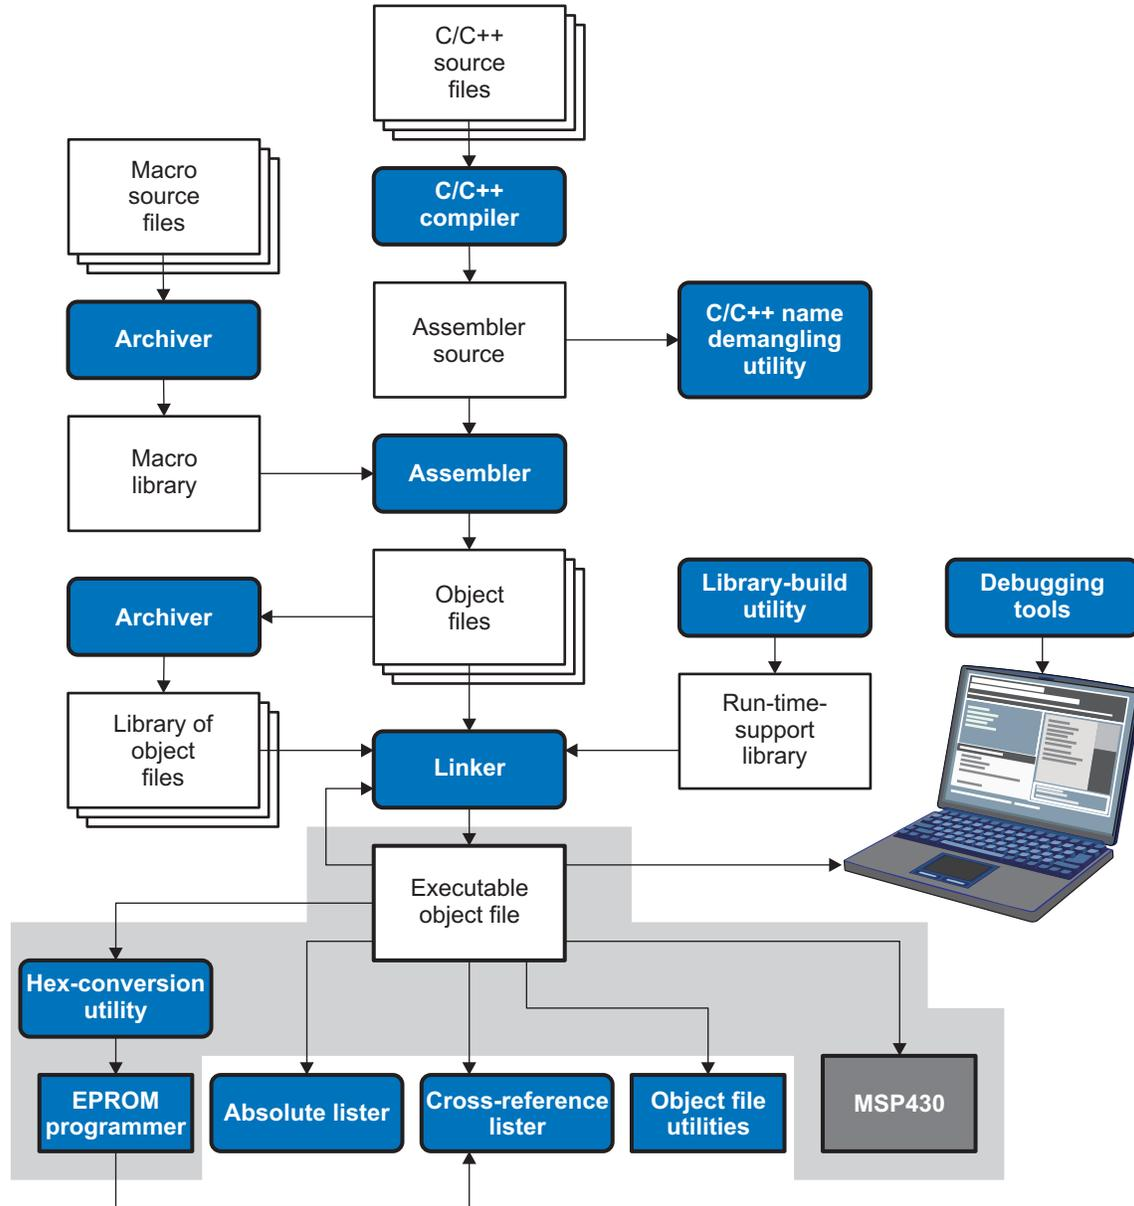 C/C++
source
files
Macro
source
files
C/C++
compiler
Archiver
Assembler
source
C/C++ name
demangling
utility
Macro
library
Assembler
Archiver
Object
files
Library-build
utility
Debugging
tools
Library of
object
files
Linker
Run-time-
support
library
Executable
object file
Hex-conversion
utility
EPROM
programmer
Absolute lister
Cross-reference
lister
Object file
utilities
MSP430